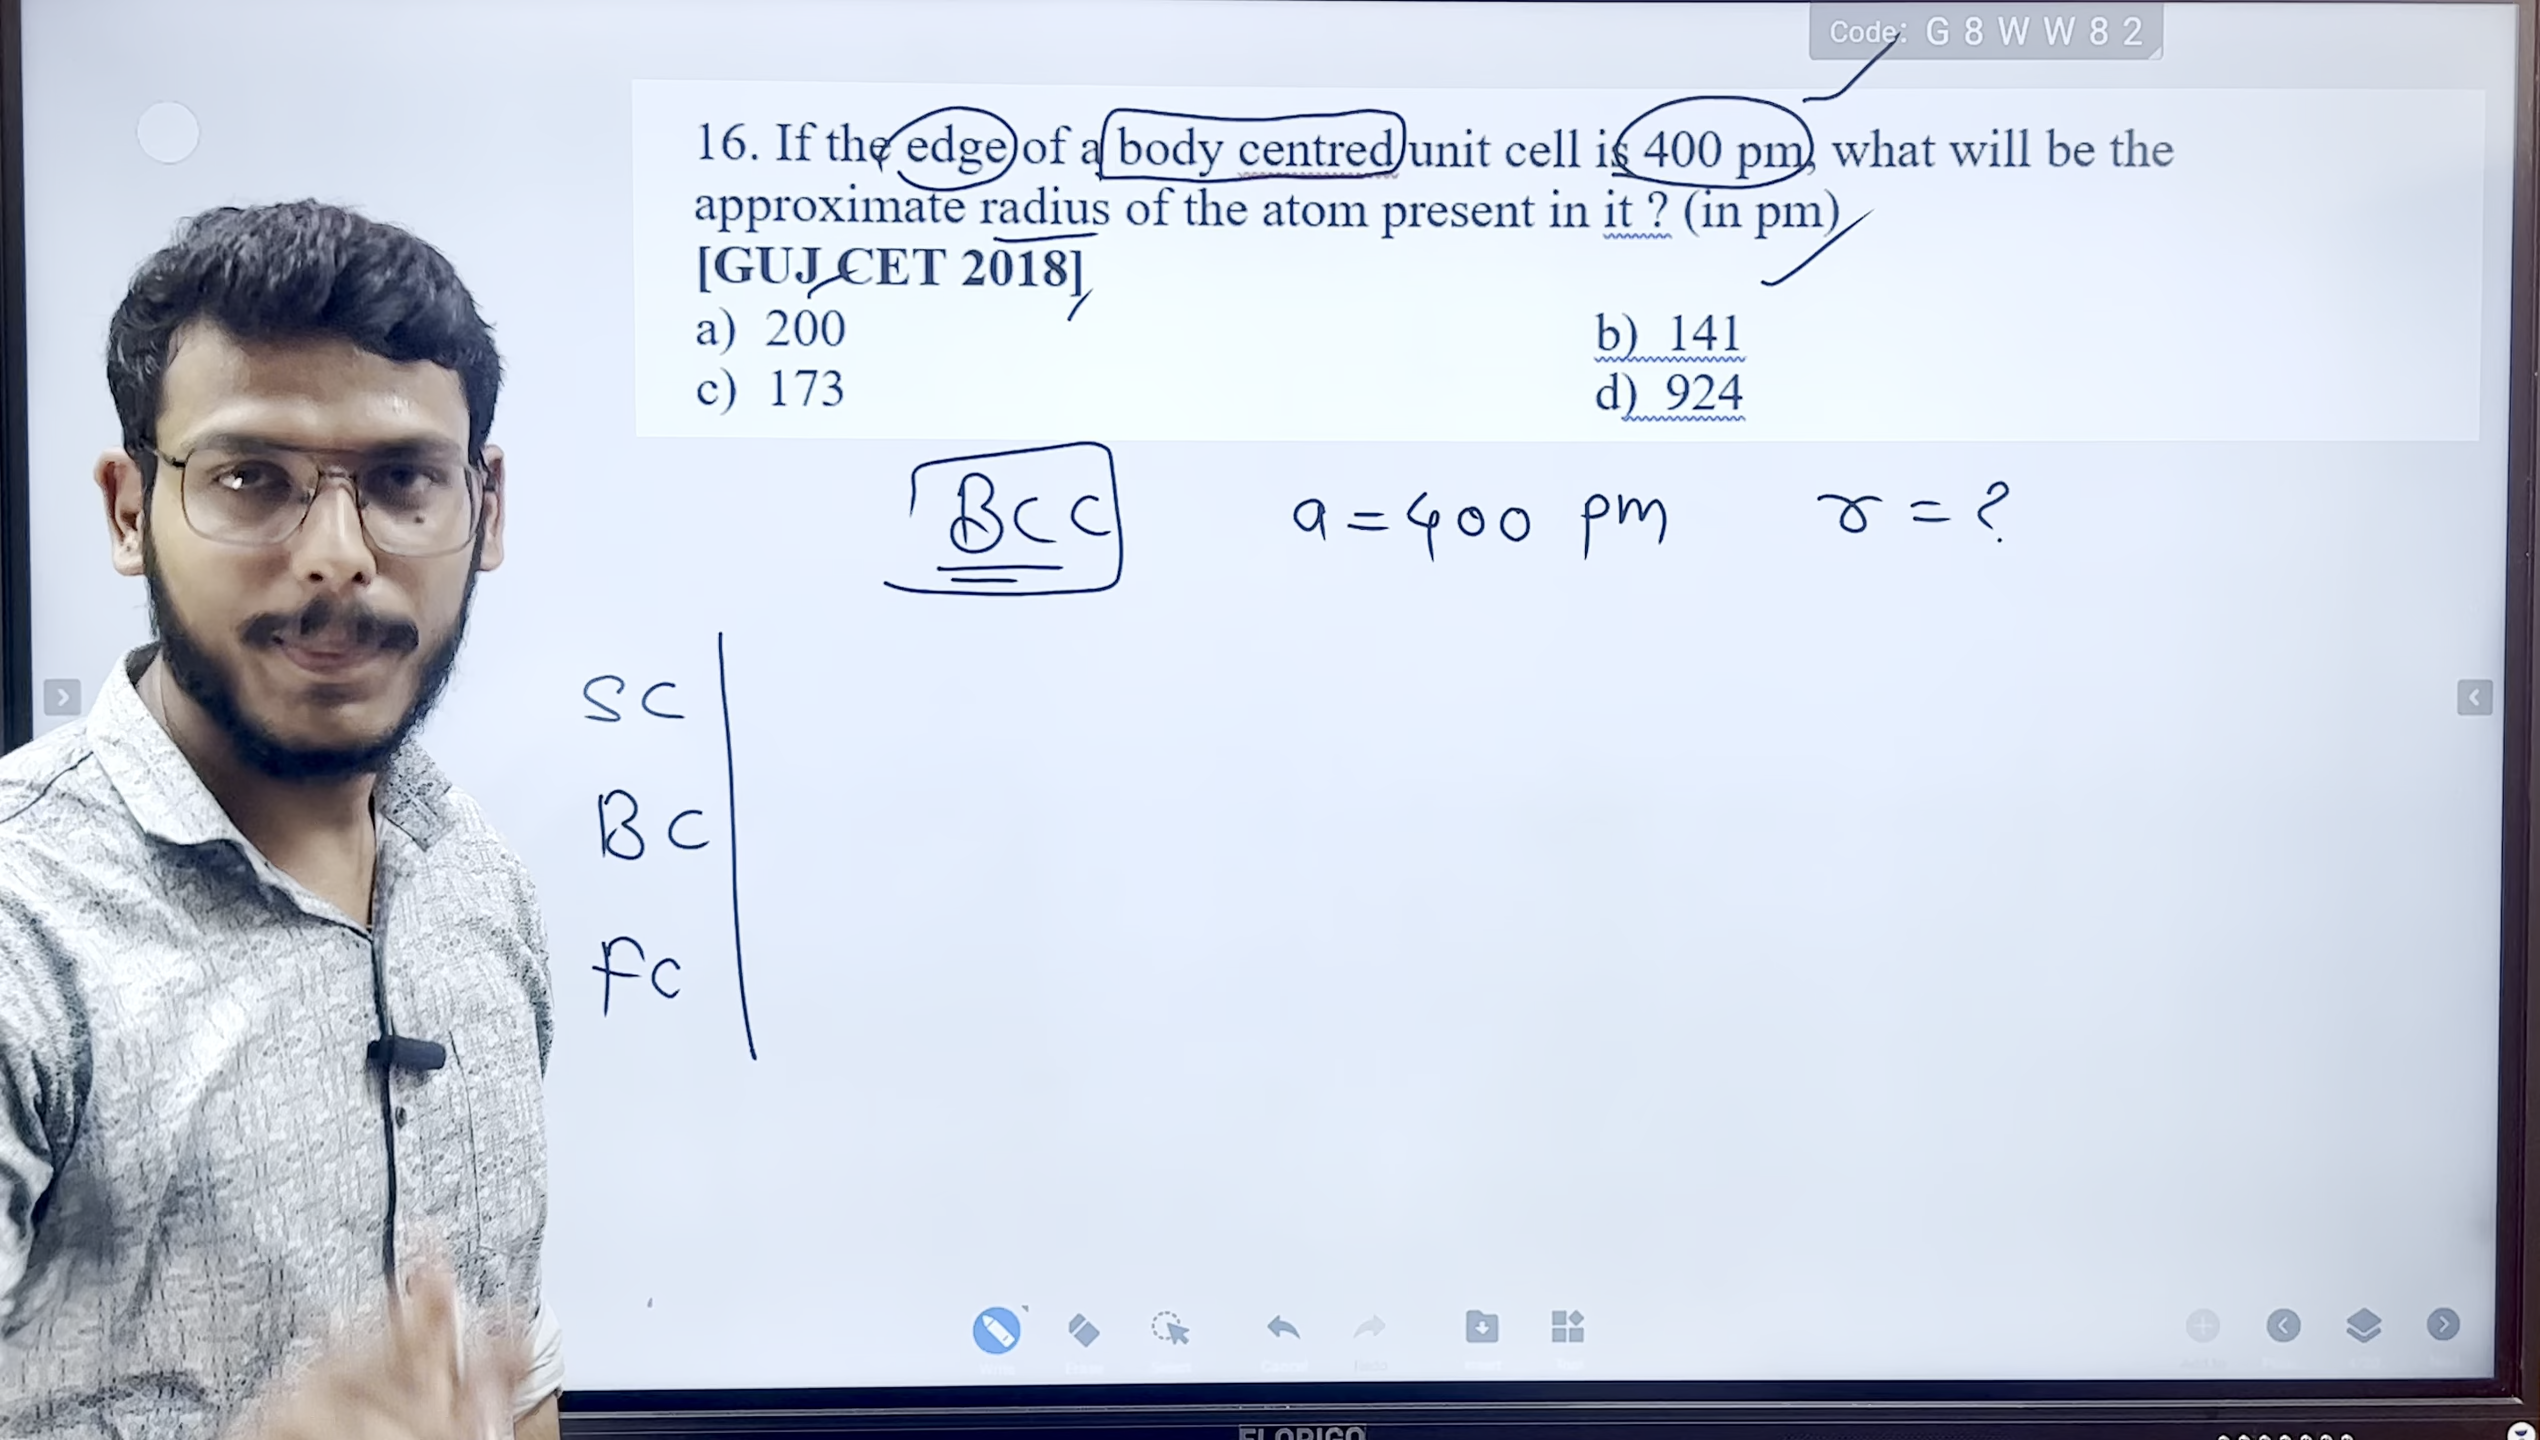 Code: G 8 W W 8 2
16. If the edge of a body centred unit cell is 400 pm, what will be the
approximate radius of the atom present in it ? (in pm)
[GUJ CET 2018]
a) 200
b) 141
c) 173
d) 924
BCC a = 400 pm r = ?
SC
BC
FC